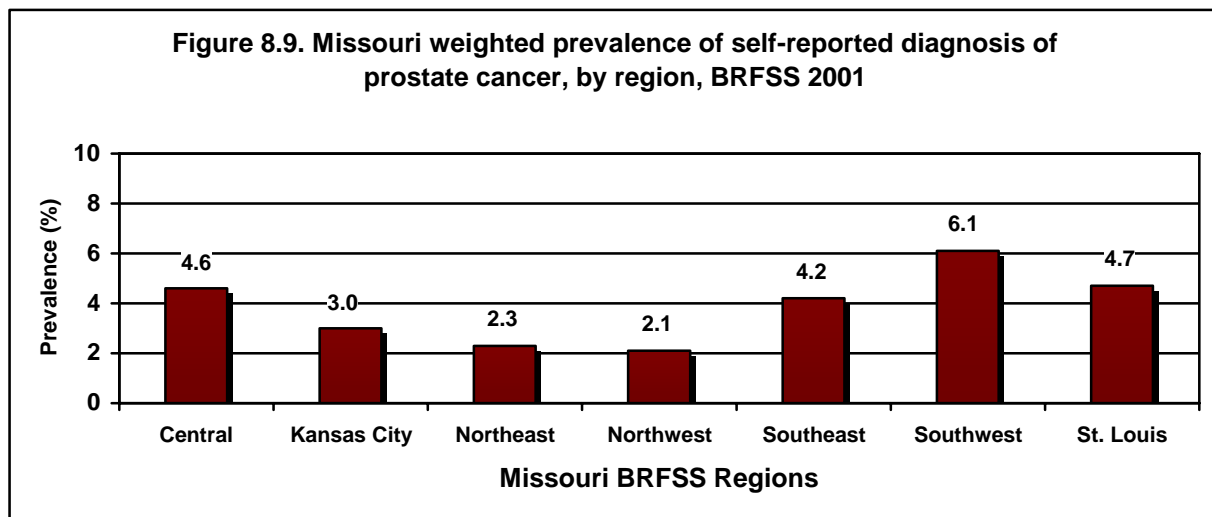 Figure 8.9. Missouri weighted prevalence of self-reported diagnosis of
prostate cancer, by region, BRFSS 2001
Prevalence (%)
10
8
6
4
2
0
4.6
3.0
2.3
2.1
4.2
6.1
4.7
Central
Kansas City
Northeast
Northwest
Southeast
Southwest
St. Louis
Missouri BRFSS Regions